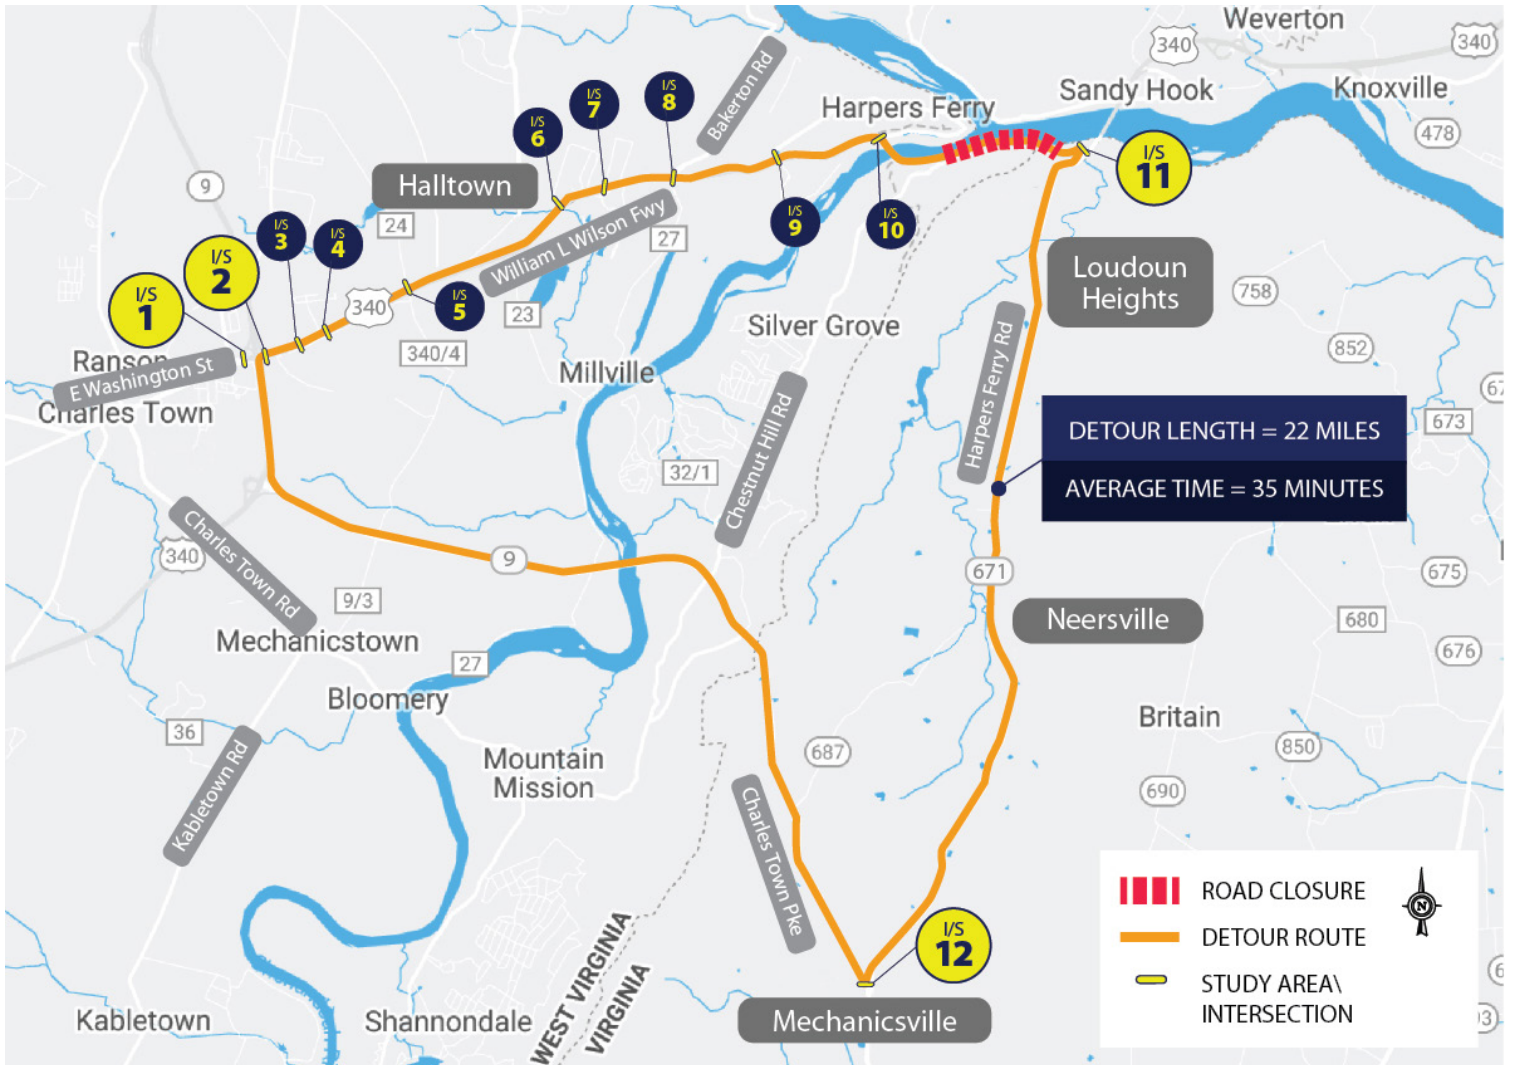 Weverton
340
340
Sandy Hook
Knoxville
478
Harpers Ferry
Bakerton Rd
I/S
8
I/S
7
I/S
6
I/S
11
Halltown
9
24
William L Wilson Fwy
27
I/S
9
I/S
10
I/S
3
I/S
4
I/S
2
I/S
1
I/S
5
340
23
340/4
Loudoun
Heights
758
852
Silver Grove
Harpers Ferry Rd
Ranson
E Washington St
Charles Town
Millville
Chestnut Hill Rd
32/1
67
673
DETOUR LENGTH = 22 MILES
AVERAGE TIME = 35 MINUTES
Charles Town Rd
340
9
671
675
9/3
Neersville
680
676
Mechanicstown
27
Bloomery
36
Kabletown Rd
Mountain
Mission
687
Britain
850
690
Charles Town Pke
I/S
12
Mechanicsville
WEST VIRGINIA
VIRGINIA
Kabletown
Shannondale
ROAD CLOSURE
DETOUR ROUTE
STUDY AREA\
INTERSECTION
N
6
93